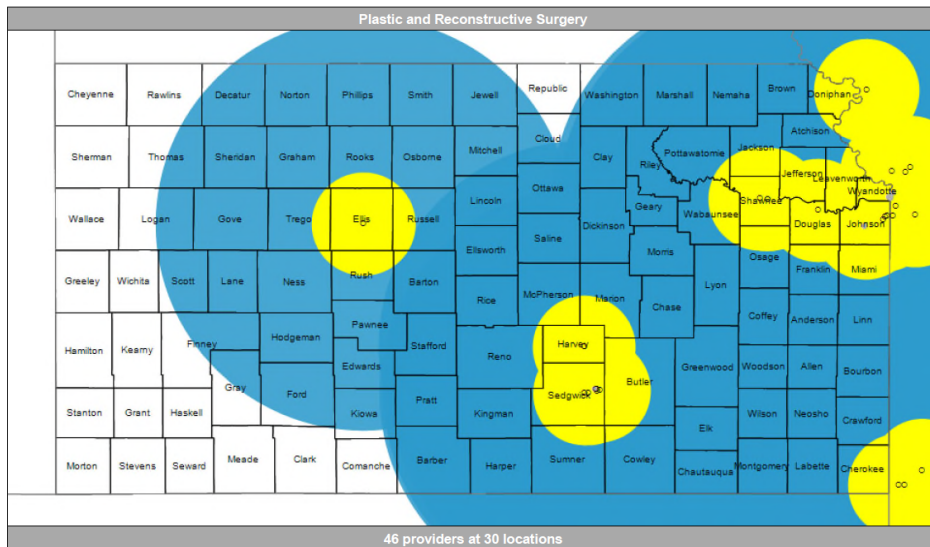 Plastic and Reconstructive Surgery
Cheyenne Rawlins Decatur Norton Phillips Smith Jewell Republic Washington Marshall Nemaha Brown Doniphan
Sherman Thomas Sheridan Graham Rooks Osborne Mitchell Cloud Clay Riley Pottawatomie Jackson Atchison
Jefferson Leavenworth Wyandotte
Wallace Logan Gove Trego Ellis Russell Lincoln Ottawa Geary Wabaunsee Shawnee Douglas Johnson
Ellsworth Saline Dickinson Morris Osage Franklin Miami
Greeley Wichita Scott Lane Ness Rush Barton Rice McPherson Marion Chase Lyon
Hamilton Kearny Finney Hodgeman Pawnee Stafford Reno Harvey Coffey Anderson Linn
Gray Ford Edwards Sedgwick Butler Greenwood Woodson Allen Bourbon
Stanton Grant Haskell Kiowa Pratt Kingman Elk Wilson Neosho Crawford
Morton Stevens Seward Meade Clark Comanche Barber Harper Sumner Cowley Chautauqua Montgomery Labette Cherokee
46 providers at 30 locations